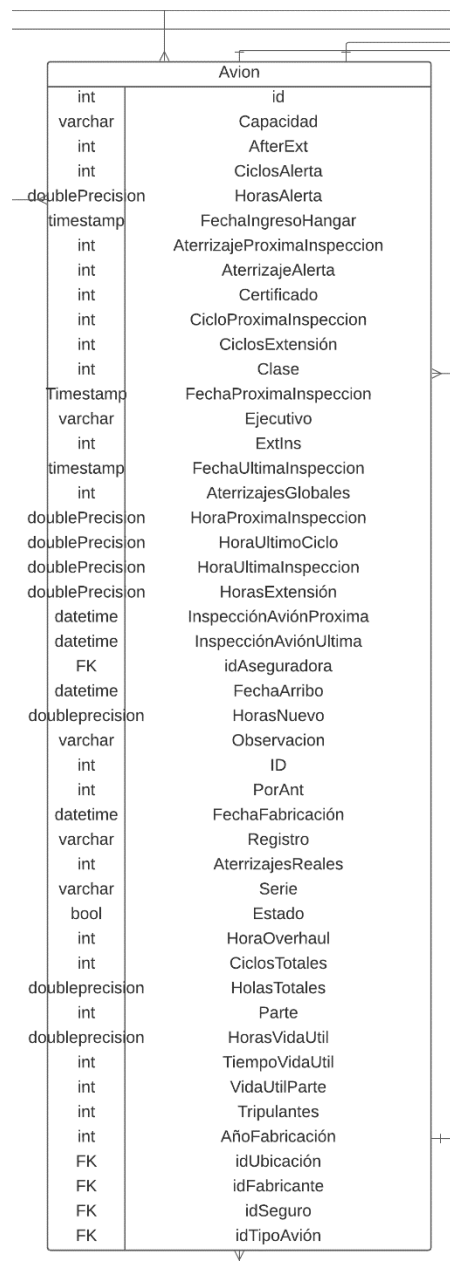 Avion
int id
varchar Capacidad
int AfterExt
int CiclosAlerta
doublePrecision HorasAlerta
timestamp FechaIngresoHangar
int AterrizajeProximaInspeccion
int AterrizajeAlerta
int Certificado
int CicloProximaInspeccion
int CiclosExtensión
int Clase
Timestamp FechaProximaInspeccion
varchar Ejecutivo
int ExtIns
timestamp FechaUltimaInspeccion
int AterrizajesGlobales
doublePrecision HoraProximaInspeccion
doublePrecision HoraUltimoCiclo
doublePrecision HoraUltimaInspeccion
doublePrecision HorasExtensión
datetime InspecciónAviónProxima
datetime InspecciónAviónUltima
FK idAseguradora
datetime FechaArribo
doubleprecision HorasNuevo
varchar Observacion
int ID
int PorAnt
datetime FechaFabricación
varchar Registro
int AterrizajesReales
varchar Serie
bool Estado
int HoraOverhaul
int CiclosTotales
doubleprecision HolasTotales
int Parte
doubleprecision HorasVidaUtil
int TiempoVidaUtil
int VidaUtilParte
int Tripulantes
int AñoFabricación
FK idUbicación
FK idFabricante
FK idSeguro
FK idTipoAvión